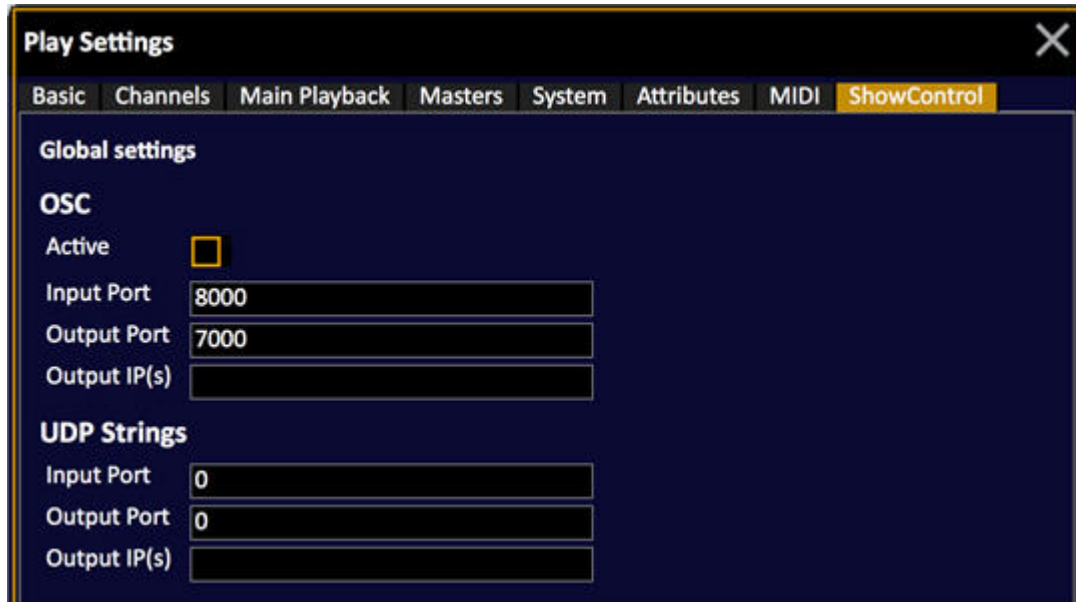 Play Settings
Basic Channels Main Playback Masters System Attributes MIDI ShowControl
Global settings
OSC
Active
Input Port 8000
Output Port 7000
Output IP(s)
UDP Strings
Input Port 0
Output Port 0
Output IP(s)